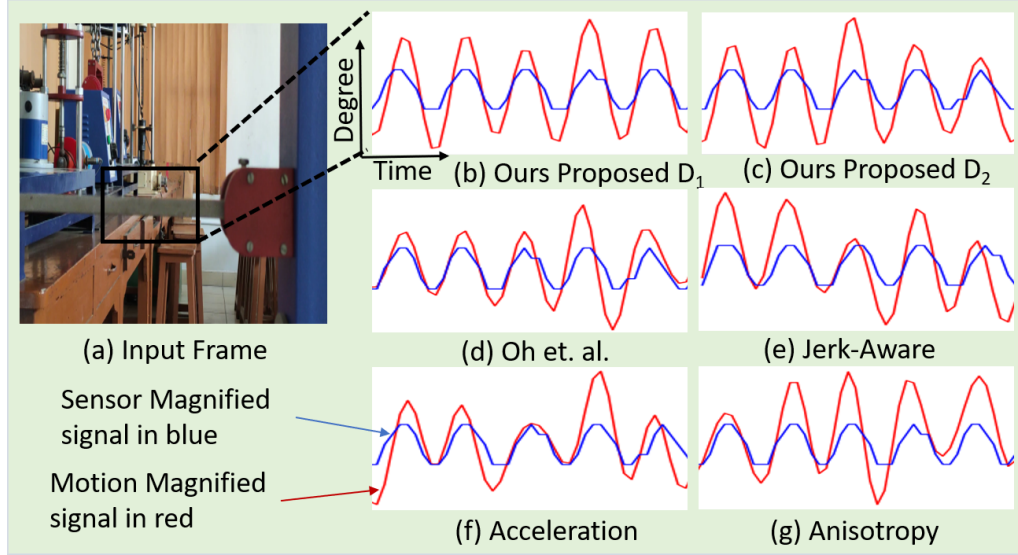 Degree
Time
(b) Ours Proposed D1
(c) Ours Proposed D2
(a) Input Frame
(d) Oh et. al.
(e) Jerk-Aware
Sensor Magnified
signal in blue
Motion Magnified
signal in red
(f) Acceleration
(g) Anisotropy